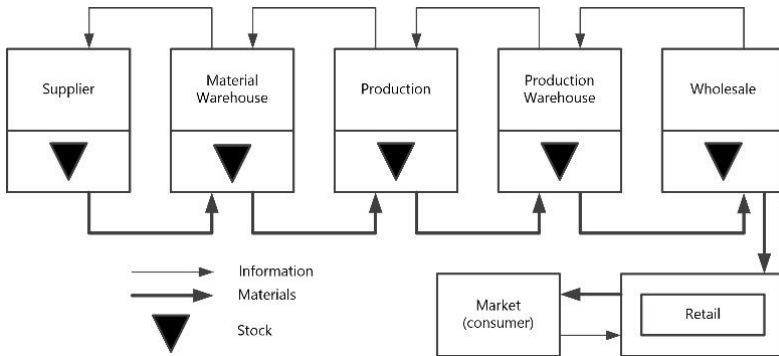 Supplier
Material
Warehouse
Production
Production
Warehouse
Wholesale
Information
Materials
Stock
Market
(consumer)
Retail